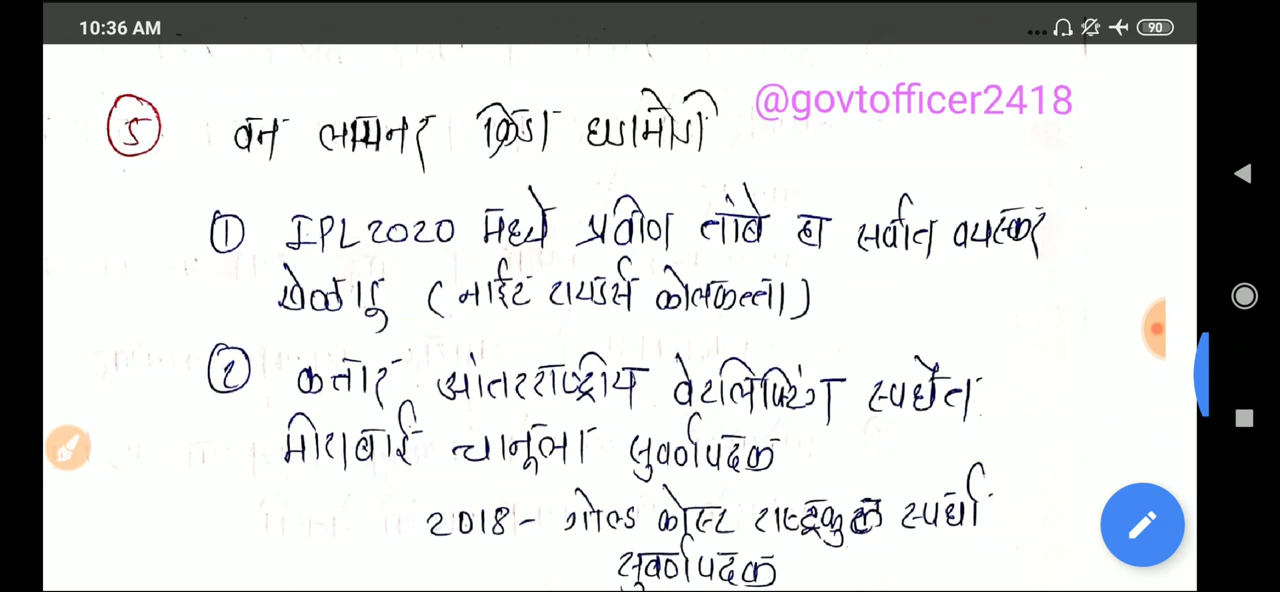 10:36 AM
90
@govtofficer2418
5 वन लायनर क्रिडा घडामोडी
1 IPL 2020 मध्ये प्रवीण तांबे हा सर्वात वयस्कर
खेळाडू (नाईट रायडर्स कोलकत्ता)
2 कतार आंतरराष्ट्रीय वेटलिफ्टिंग स्पर्धेत
मीराबाई चानूला सुवर्णपदक
2018 - गोल्ड कोस्ट राष्ट्रकुल स्पर्धा
सुवर्णपदक